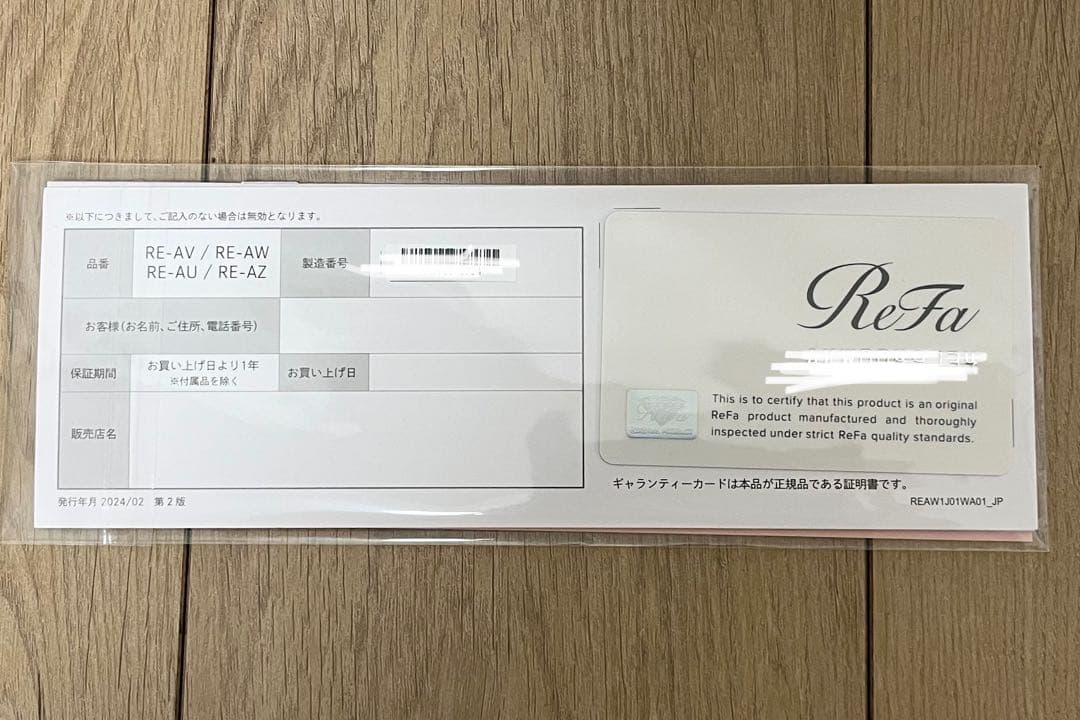 ※以下につきまして、ご記入のない場合は無効となります。
品番
RE-AV / RE-AW
RE-AU / RE-AZ
製造番号
お客様(お名前、ご住所、電話番号)
保証期間
お買い上げ日より1年
※付属品を除く
お買い上げ日
販売店名
発行年月 2024/02 第2版
ReFa
This is to certify that this product is an original
ReFa product manufactured and thoroughly
inspected under strict ReFa quality standards.
ギャランティーカードは本品が正規品である証明書です。
REAW1J01WA01_JP